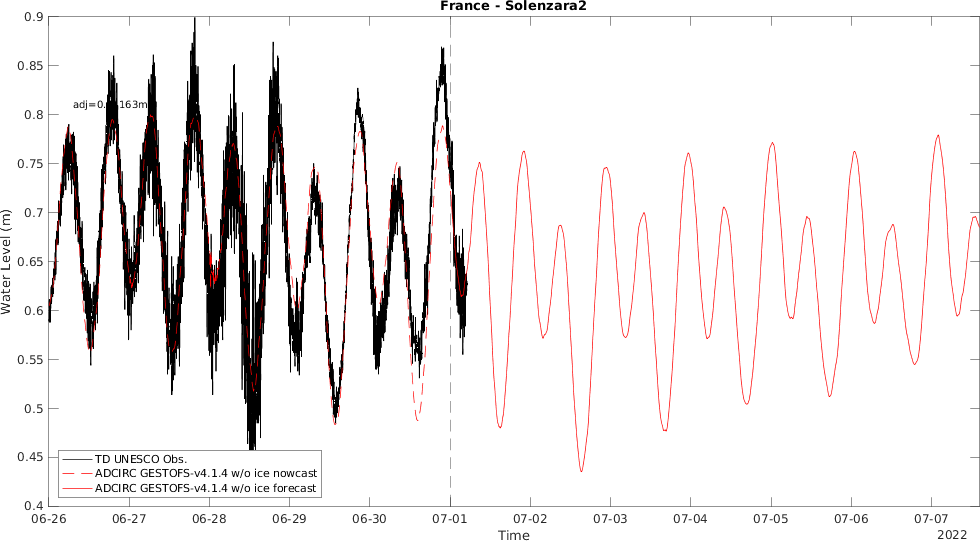 France - Solenzara2
0.9
0.85
0.8
0.75
0.7
0.65
0.6
0.55
0.5
0.45
0.4
Water Level (m)
TD UNESCO Obs.
ADCIRC GESTOFS-v4.1.4 w/o ice nowcast
ADCIRC GESTOFS-v4.1.4 w/o ice forecast
06-26 06-27 06-28 06-29 06-30 07-01 07-02 07-03 07-04 07-05 07-06 07-07
Time
2022